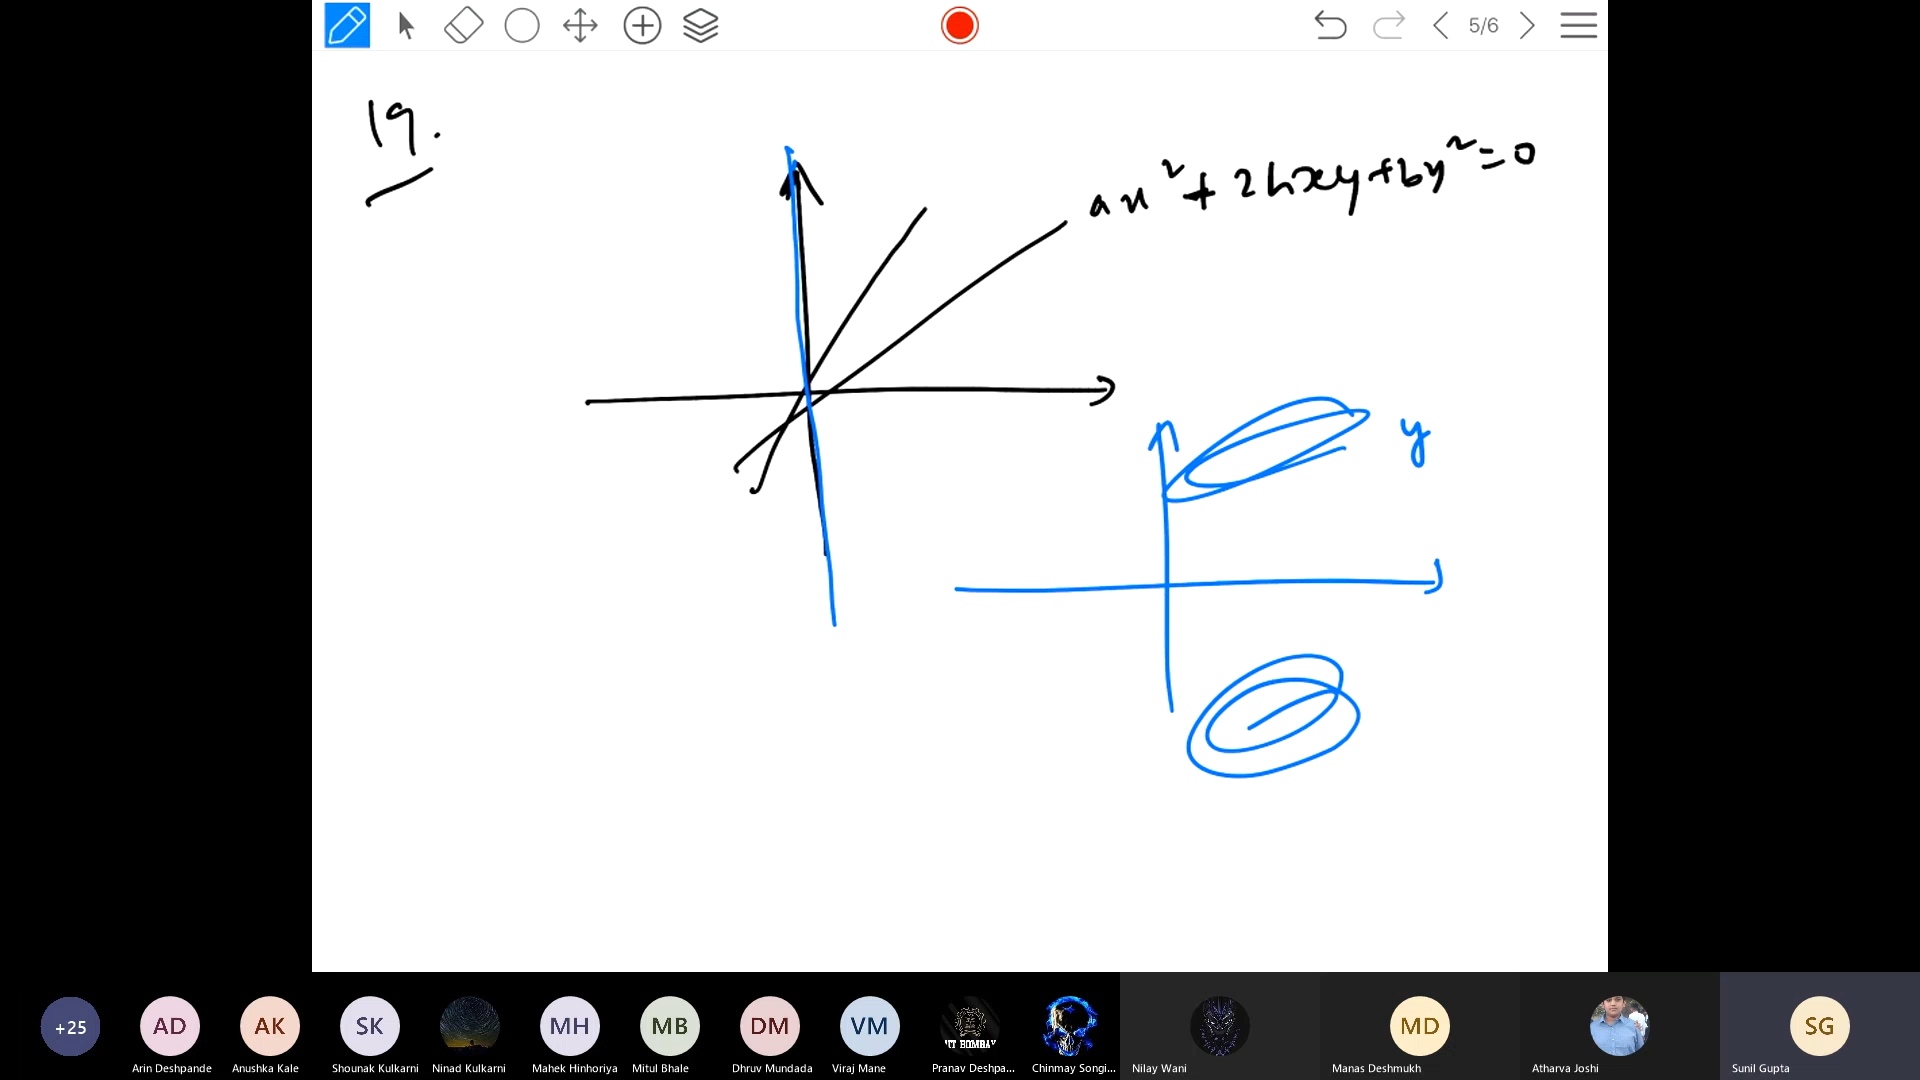 5/6
19.
ax²+2hxy+by²=0
y
+25
AD
AK
SK
MH
MB
DM
VM
MD
SG
Arin Deshpande
Anushka Kale
Shounak Kulkarni
Ninad Kulkarni
Mahek Hinhoriya
Mitul Bhale
Dhruv Mundada
Viraj Mane
Pranav Deshpa...
Chinmay Songi...
Nilay Wani
Manas Deshmukh
Atharva Joshi
Sunil Gupta